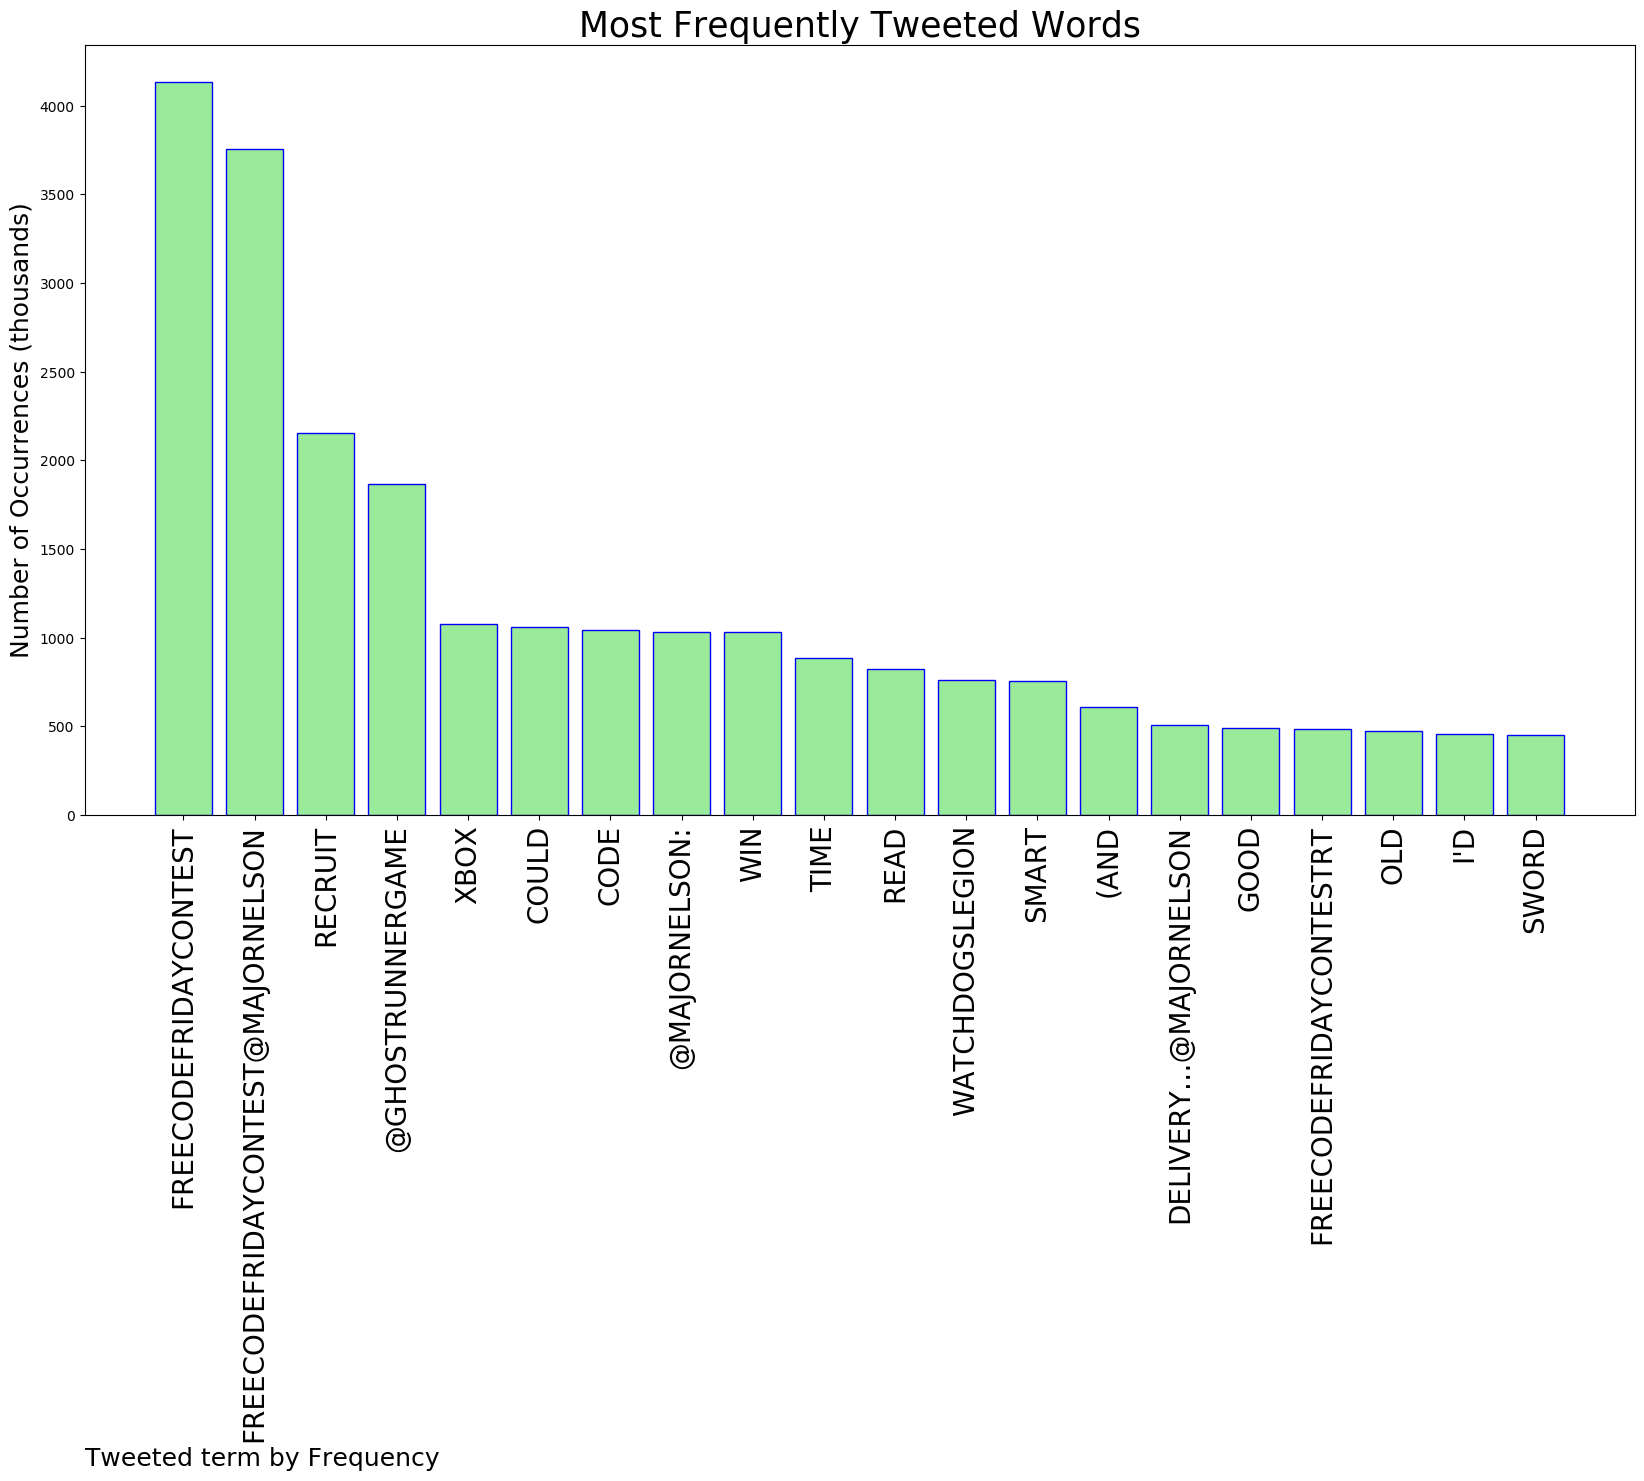 Most Frequently Tweeted Words
Number of Occurrences (thousands)
4000
3500
3000
2500
2000
1500
1000
500
0
FREECODEFRIDAYCONTEST
FREECODEFRIDAYCONTEST@MAJORNELSON
RECRUIT
@GHOSTRUNNERGAME
XBOX
COULD
CODE
@MAJORNELSON:
WIN
TIME
READ
WATCHDOGSLEGION
SMART
(AND
DELIVERY...@MAJORNELSON
GOOD
FREECODEFRIDAYCONTESTRT
OLD
I'D
SWORD
Tweeted term by Frequency